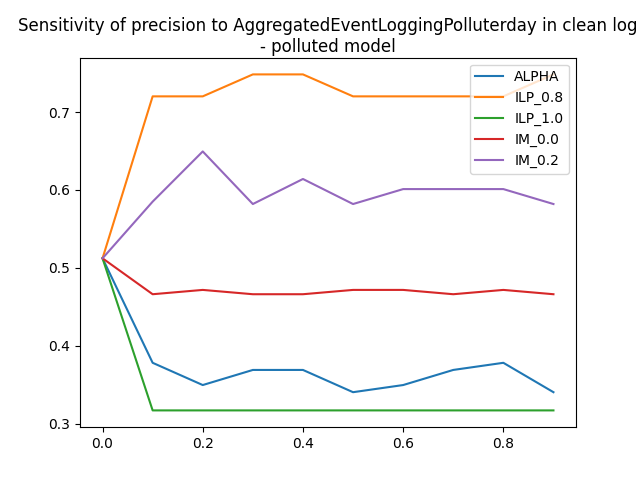 Sensitivity of precision to AggregatedEventLoggingPolluterday in clean log
- polluted model
ALPHA
ILP_0.8
ILP_1.0
IM_0.0
IM_0.2
0.7
0.6
0.5
0.4
0.3
0.0 0.2 0.4 0.6 0.8